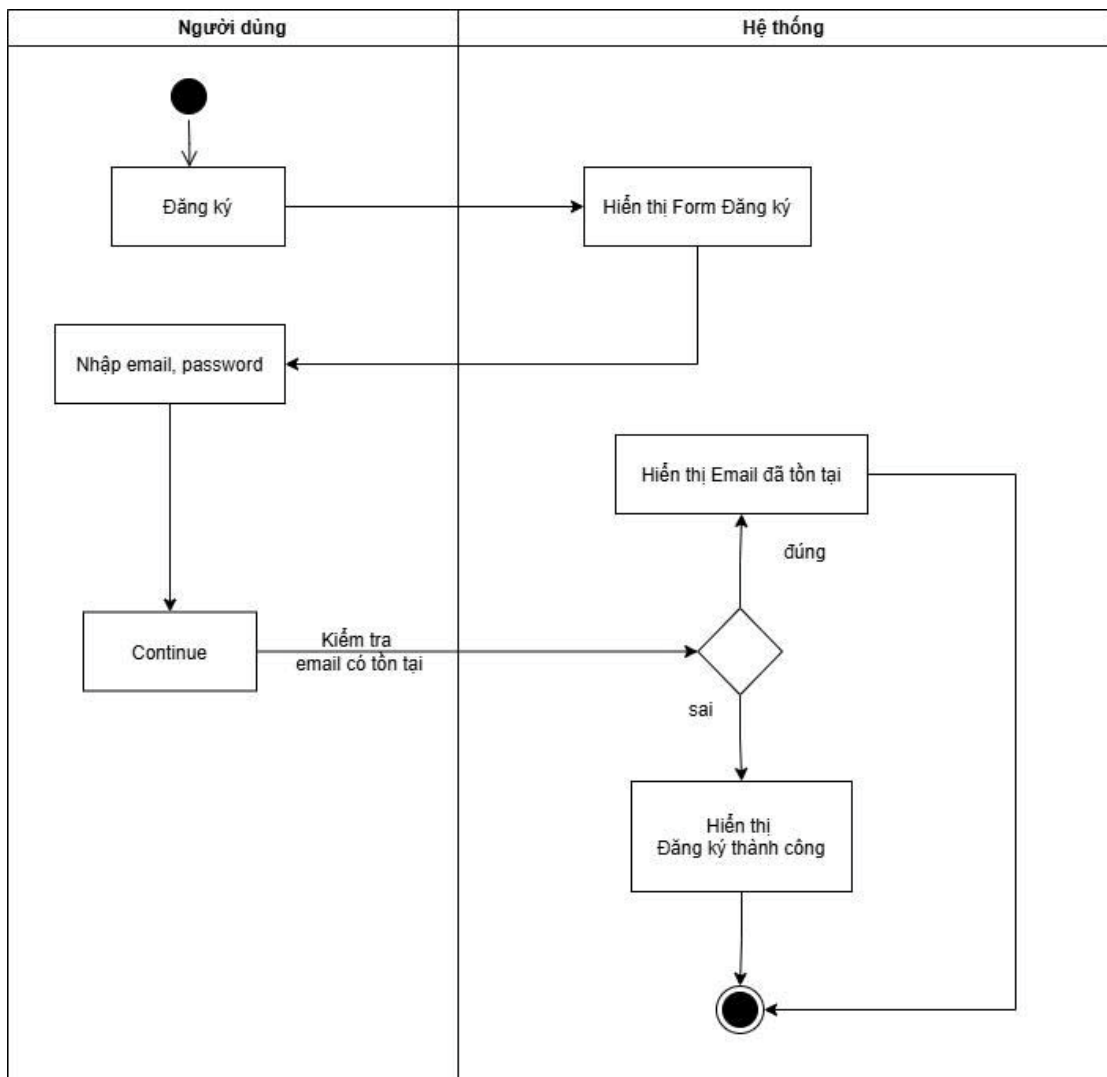 Người dùng
Hệ thống
Đăng ký
Hiển thị Form Đăng ký
Nhập email, password
Hiển thị Email đã tồn tại
đúng
Continue
Kiểm tra
email có tồn tại
sai
Hiển thị
Đăng ký thành công